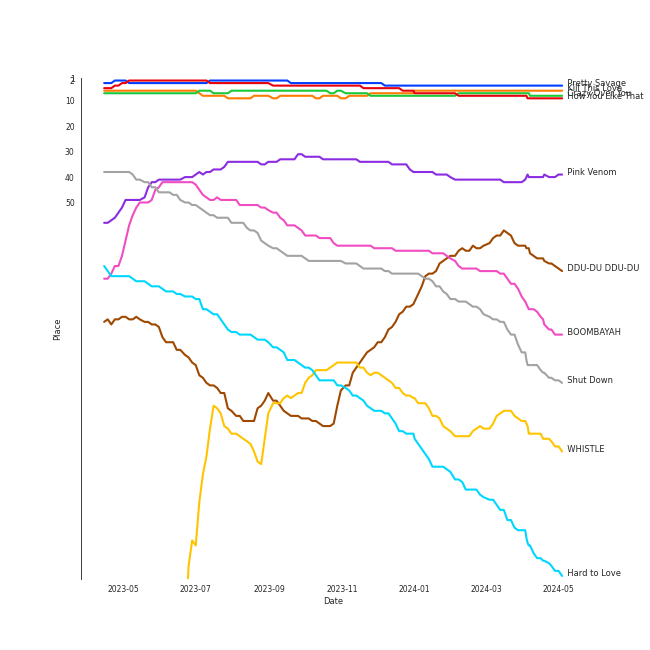 1
2
10
20
30
40
50
Place
Pretty Savage
Kill This Love
Crazy Over You
How You Like That
Pink Venom
DDU-DU DDU-DU
BOOMBAYAH
Shut Down
WHISTLE
Hard to Love
2023-05 2023-07 2023-09 2023-11 2024-01 2024-03 2024-05
Date